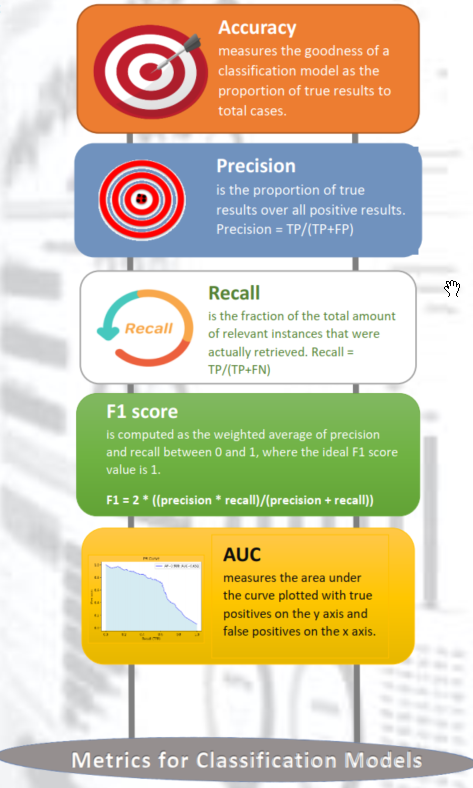 Accuracy
measures the goodness of a
classification model as the
proportion of true results to
total cases.
Precision
is the proportion of true
results over all positive results.
Precision = TP/(TP+FP)
Recall
Recall
is the fraction of the total amount
of relevant instances that were
actually retrieved. Recall =
TP/(TP+FN)
F1 score
is computed as the weighted average of precision
and recall between 0 and 1, where the ideal F1 score
value is 1.
F1 = 2 * ((precision * recall)/(precision + recall))
AUC
measures the area under
the curve plotted with true
positives on the y axis and
false positives on the x axis.
Metrics for Classification Models